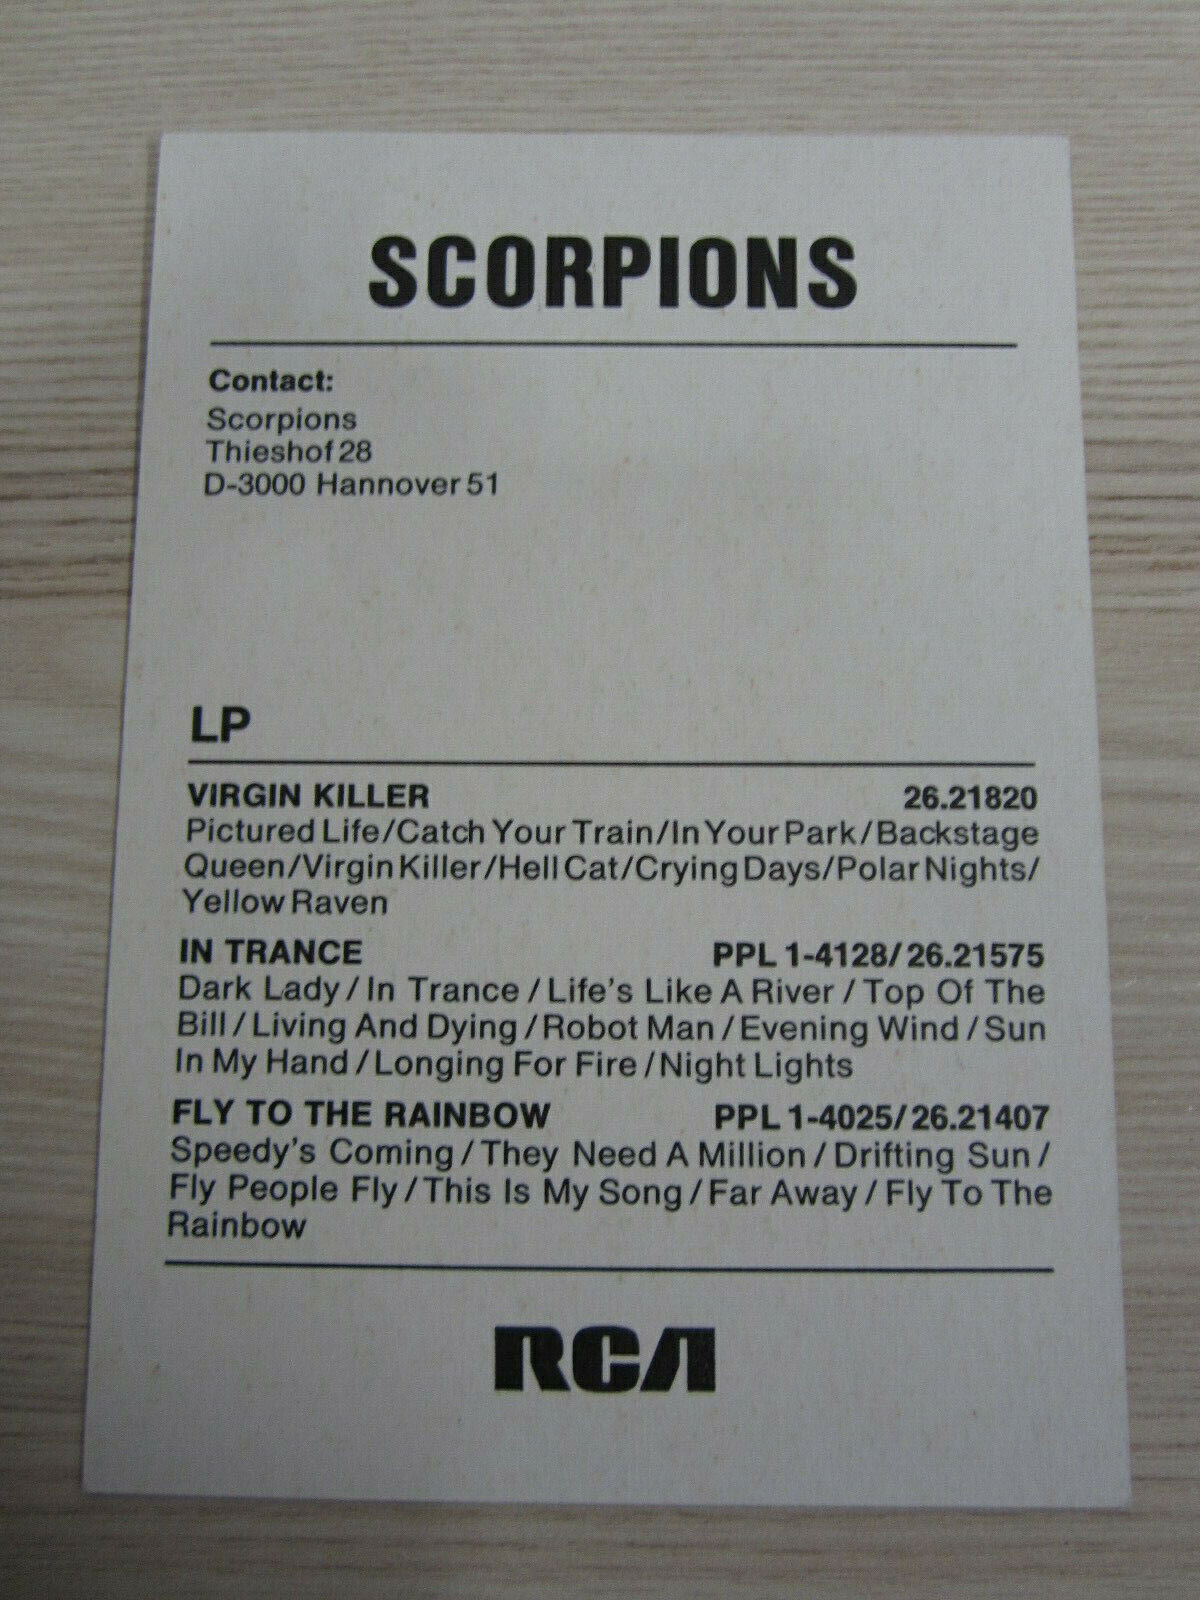 SCORPIONS
Contact:
Scorpions
Thieshof 28
D-3000 Hannover 51
LP
VIRGIN KILLER 26.21820
Pictured Life/Catch Your Train/In Your Park/Backstage
Queen/Virgin Killer/Hell Cat/Crying Days/Polar Nights/
Yellow Raven
IN TRANCE PPL 1-4128/26.21575
Dark Lady/In Trance/Life's Like A River/Top Of The
Bill/Living And Dying/Robot Man/Evening Wind/Sun
In My Hand/Longing For Fire/Night Lights
FLY TO THE RAINBOW PPL 1-4025/26.21407
Speedy's Coming/They Need A Million/Drifting Sun/
Fly People Fly/This Is My Song/Far Away/Fly To The
Rainbow
RCA